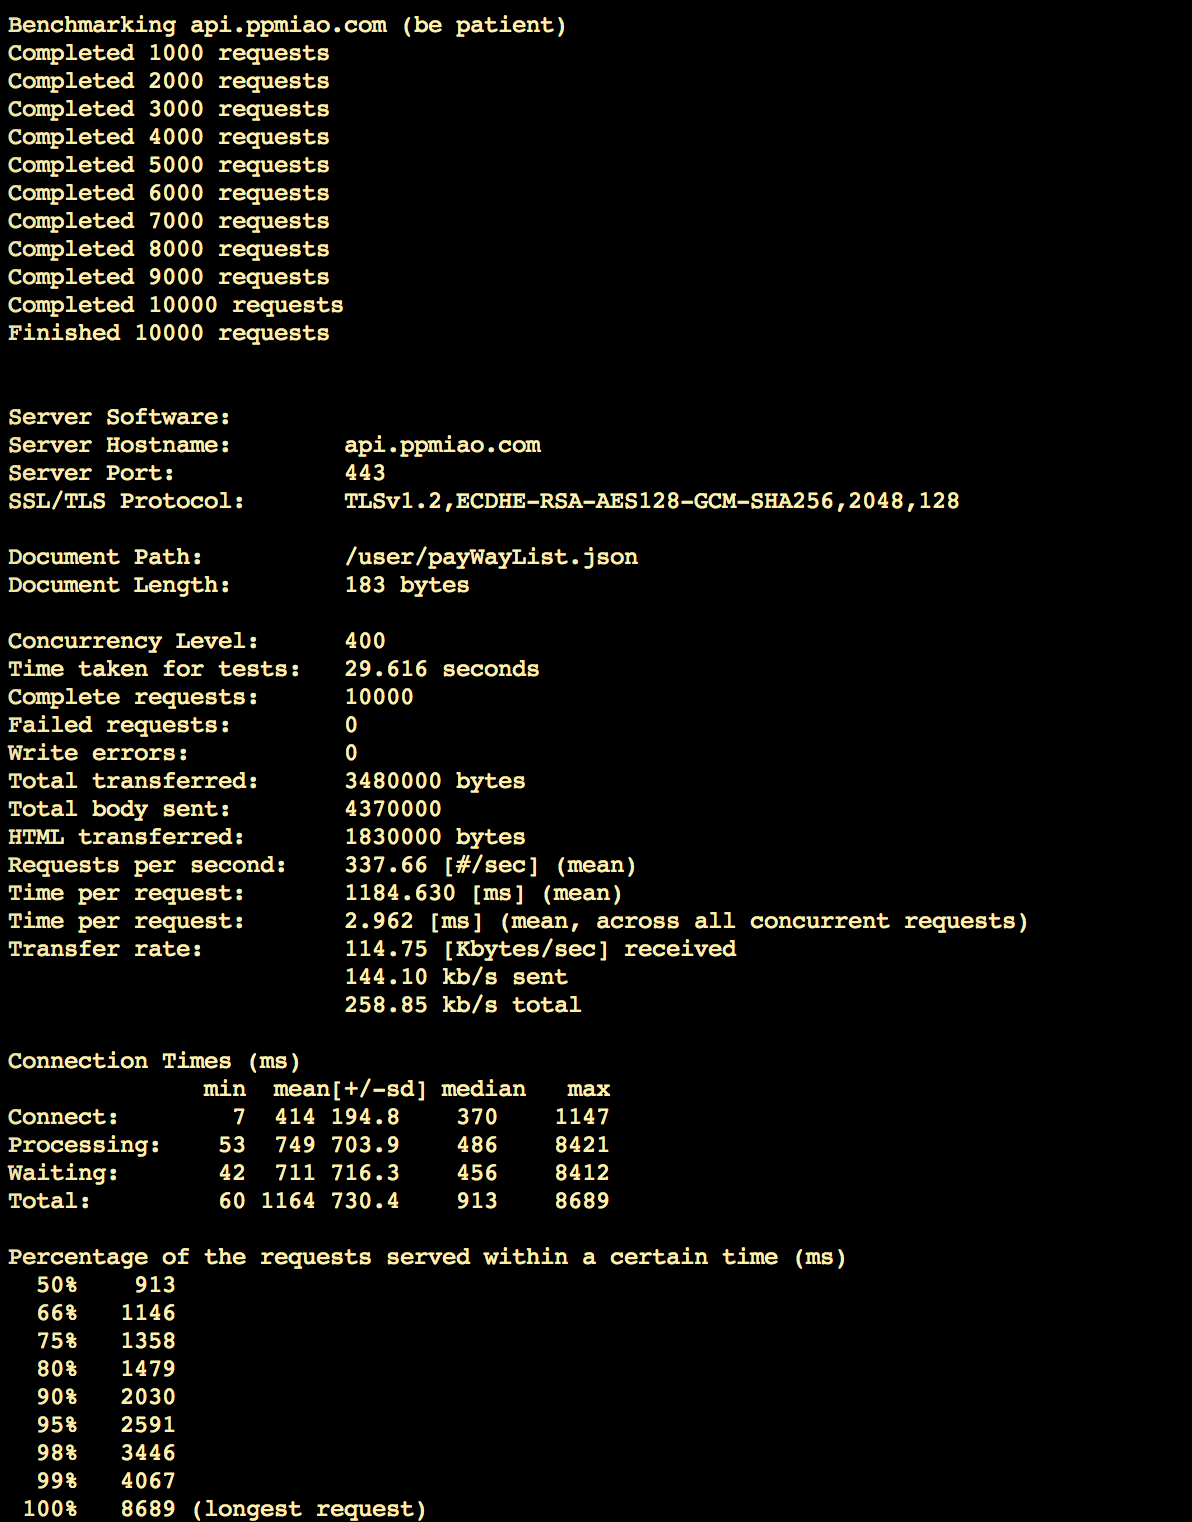 Benchmarking api.ppmiao.com (be patient)
Completed 1000 requests
Completed 2000 requests
Completed 3000 requests
Completed 4000 requests
Completed 5000 requests
Completed 6000 requests
Completed 7000 requests
Completed 8000 requests
Completed 9000 requests
Completed 10000 requests
Finished 10000 requests
Server Software:
Server Hostname:        api.ppmiao.com
Server Port:            443
SSL/TLS Protocol:       TLSv1.2,ECDHE-RSA-AES128-GCM-SHA256,2048,128
Document Path:          /user/payWayList.json
Document Length:        183 bytes
Concurrency Level:      400
Time taken for tests:   29.616 seconds
Complete requests:      10000
Failed requests:        0
Write errors:           0
Total transferred:      3480000 bytes
Total body sent:        4370000
HTML transferred:       1830000 bytes
Requests per second:    337.66 [#/sec] (mean)
Time per request:       1184.630 [ms] (mean)
Time per request:       2.962 [ms] (mean, across all concurrent requests)
Transfer rate:          114.75 [Kbytes/sec] received
                        144.10 kb/s sent
                        258.85 kb/s total
Connection Times (ms)
              min  mean[+/-sd] median   max
Connect:        7  414 194.8    370    1147
Processing:    53  749 703.9    486    8421
Waiting:       42  711 716.3    456    8412
Total:         60 1164 730.4    913    8689
Percentage of the requests served within a certain time (ms)
  50%    913
  66%   1146
  75%   1358
  80%   1479
  90%   2030
  95%   2591
  98%   3446
  99%   4067
 100%   8689 (longest request)